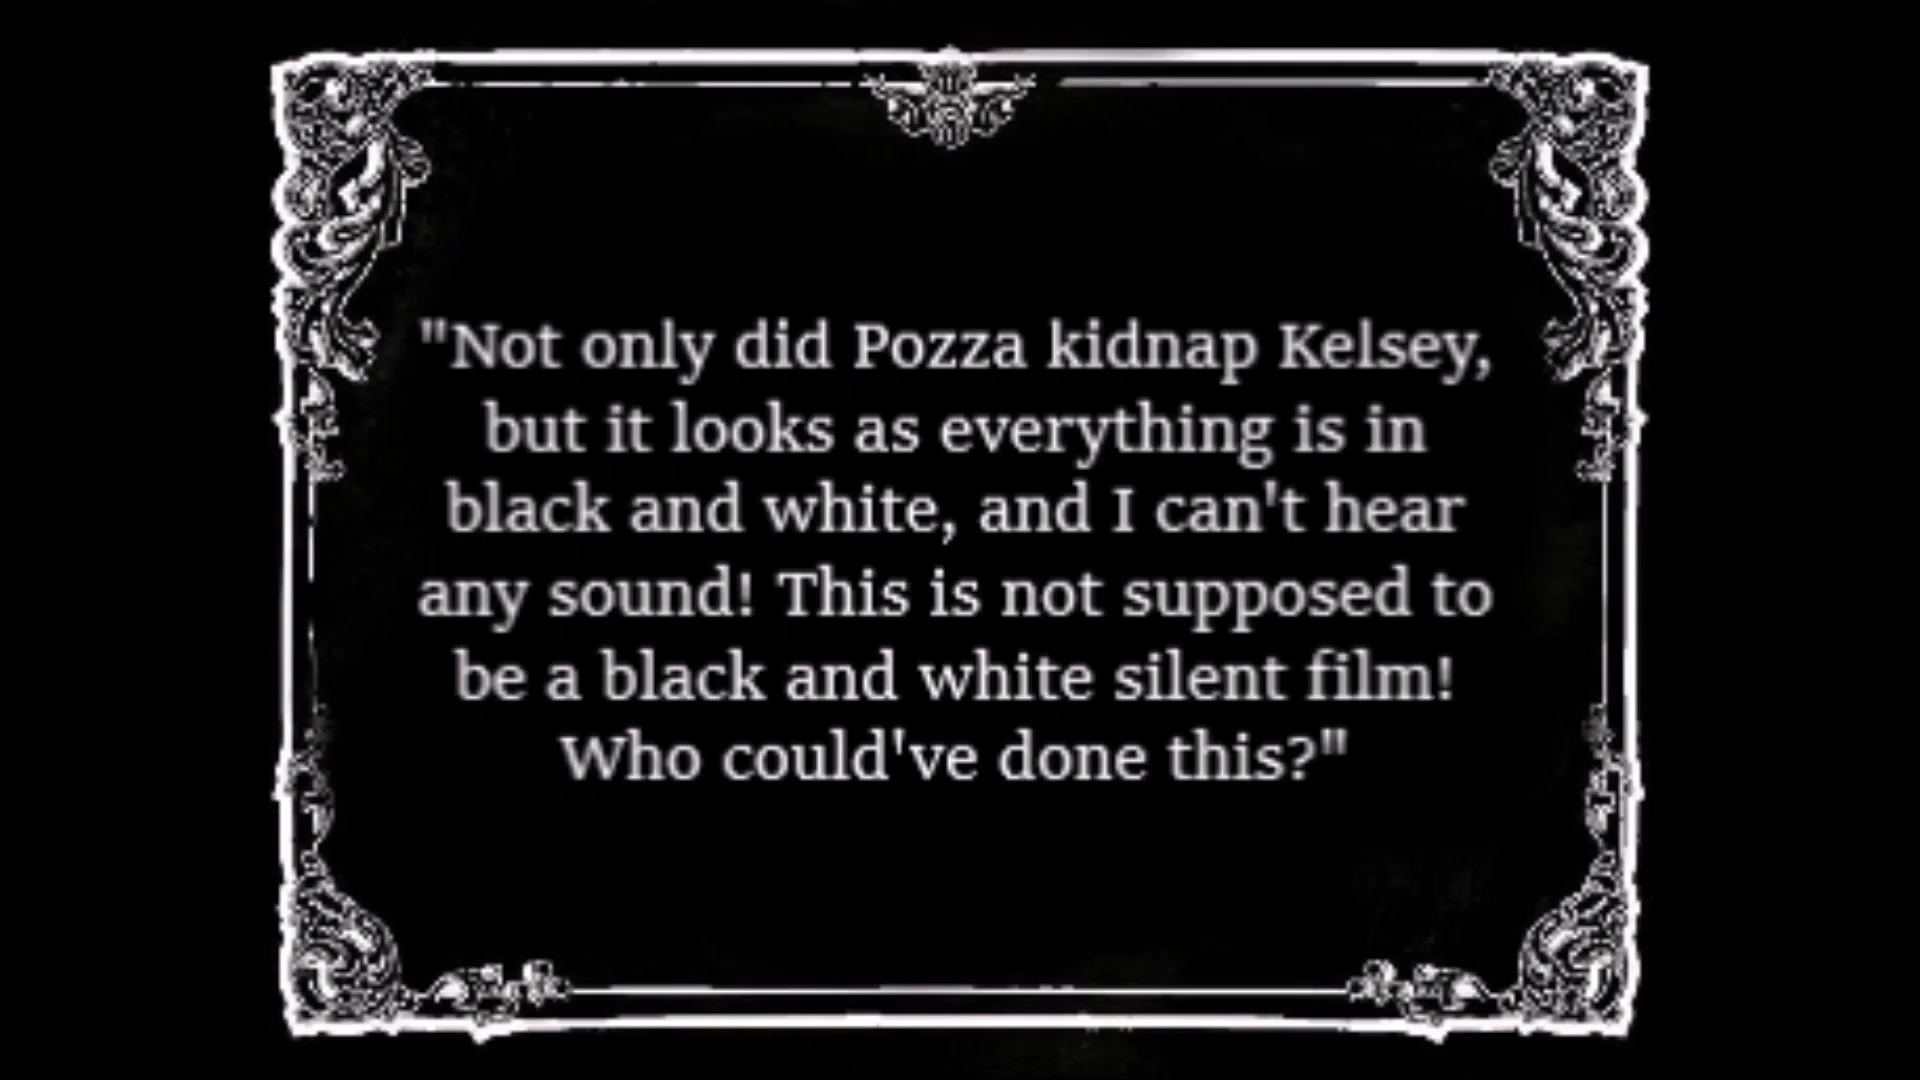 "Not only did Pozza kidnap Kelsey,
but it looks as everything is in
black and white, and I can't hear
any sound! This is not supposed to
be a black and white silent film!
Who could've done this?"